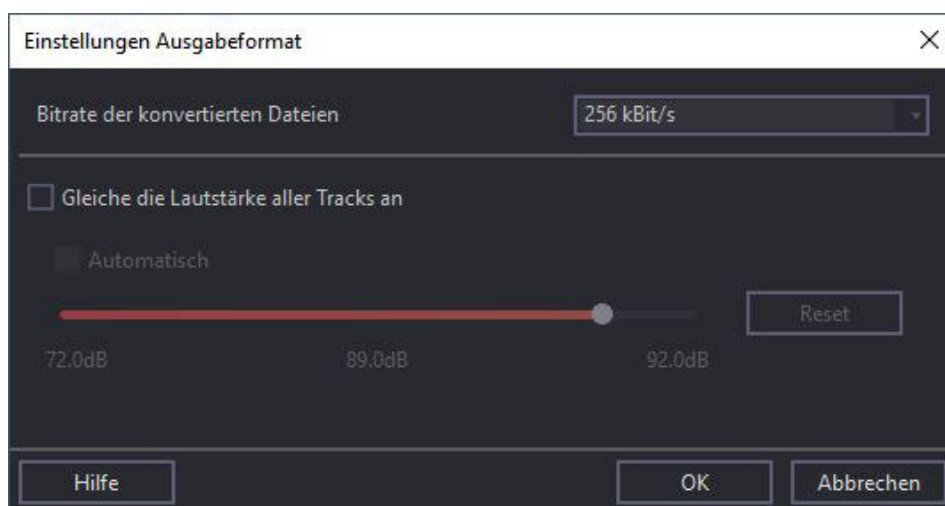 Einstellungen Ausgabeformat
Bitrate der konvertierten Dateien
256 kBit/s
Gleiche die Lautstärke aller Tracks an
Automatisch
Reset
72.0dB 89.0dB 92.0dB
Hilfe OK Abbrechen